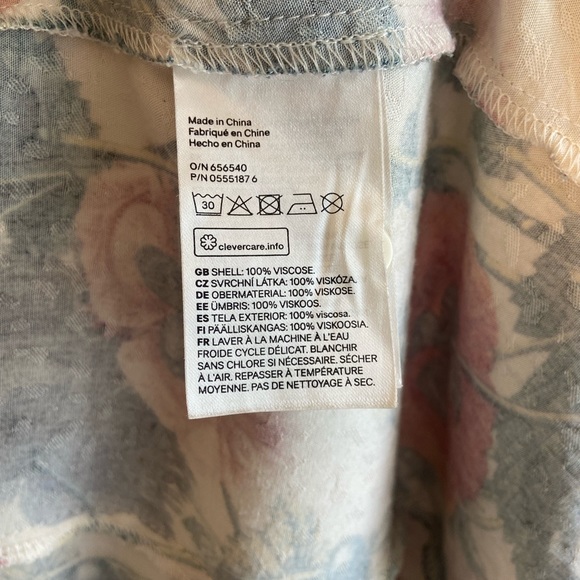 Made in China
Fabriqué en Chine
Hecho en China
O/N 656540
P/N 0555187 6
30
clevercare.info
GB SHELL: 100% VISCOSE.
CZ SVRCHNÍ LÁTKA: 100% VISKÓZA.
DE OBERMATERIAL: 100% VISKOSE.
EE ÜMBRIS: 100% VISKOOS.
ES TELA EXTERIOR: 100% viscosa.
FI PÄÄLLISKANGAS: 100% VISKOOSIA.
FR LAVER À LA MACHINE À L'EAU
FROIDE CYCLE DÉLICAT. BLANCHIR
SANS CHLORE SI NÉCESSAIRE. SÉCHER
À L'AIR. REPASSER À TEMPÉRATURE
MOYENNE. PAS DE NETTOYAGE À SEC.